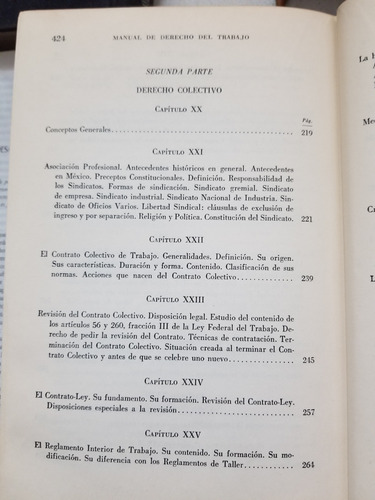 424 MANUAL DE DERECHO DEL TRABAJO
SEGUNDA PARTE
DERECHO COLECTIVO
CAPÍTULO XX
Pág.
Conceptos Generales 219
CAPÍTULO XXI
Asociación Profesional. Antecedentes históricos en general. Antecedentes
en México. Preceptos Constitucionales. Definición. Responsabilidad de
los Sindicatos. Formas de sindicación. Sindicato gremial. Sindicato
de empresa. Sindicato industrial. Sindicato Nacional de Industria. Sin-
dicato de Oficios Varios. Libertad Sindical: cláusulas de exclusión de
ingreso y por separación. Religión y Política. Constitución del Sindicato. 221
CAPÍTULO XXII
El Contrato Colectivo de Trabajo. Generalidades. Definición. Su origen.
Sus características. Duración y forma. Contenido. Clasificación de sus
normas. Acciones que nacen del Contrato Colectivo 239
CAPÍTULO XXIII
Revisión del Contrato Colectivo. Disposición legal. Estudio del contenido de
los artículos 56 y 260, fracción III de la Ley Federal del Trabajo. De-
recho de pedir la revisión del Contrato. Técnicas de contratación. Ter-
minación del Contrato Colectivo. Situación creada al terminar el Con-
trato Colectivo y antes de que se celebre uno nuevo 245
CAPÍTULO XXIV
El Contrato-Ley. Su fundamento. Su formación. Revisión del Contrato-Ley.
Disposiciones especiales a la revisión 257
CAPÍTULO XXV
El Reglamento Interior de Trabajo. Su contenido. Su formación. Su mo-
dificación. Su diferencia con los Reglamentos de Taller 264
La